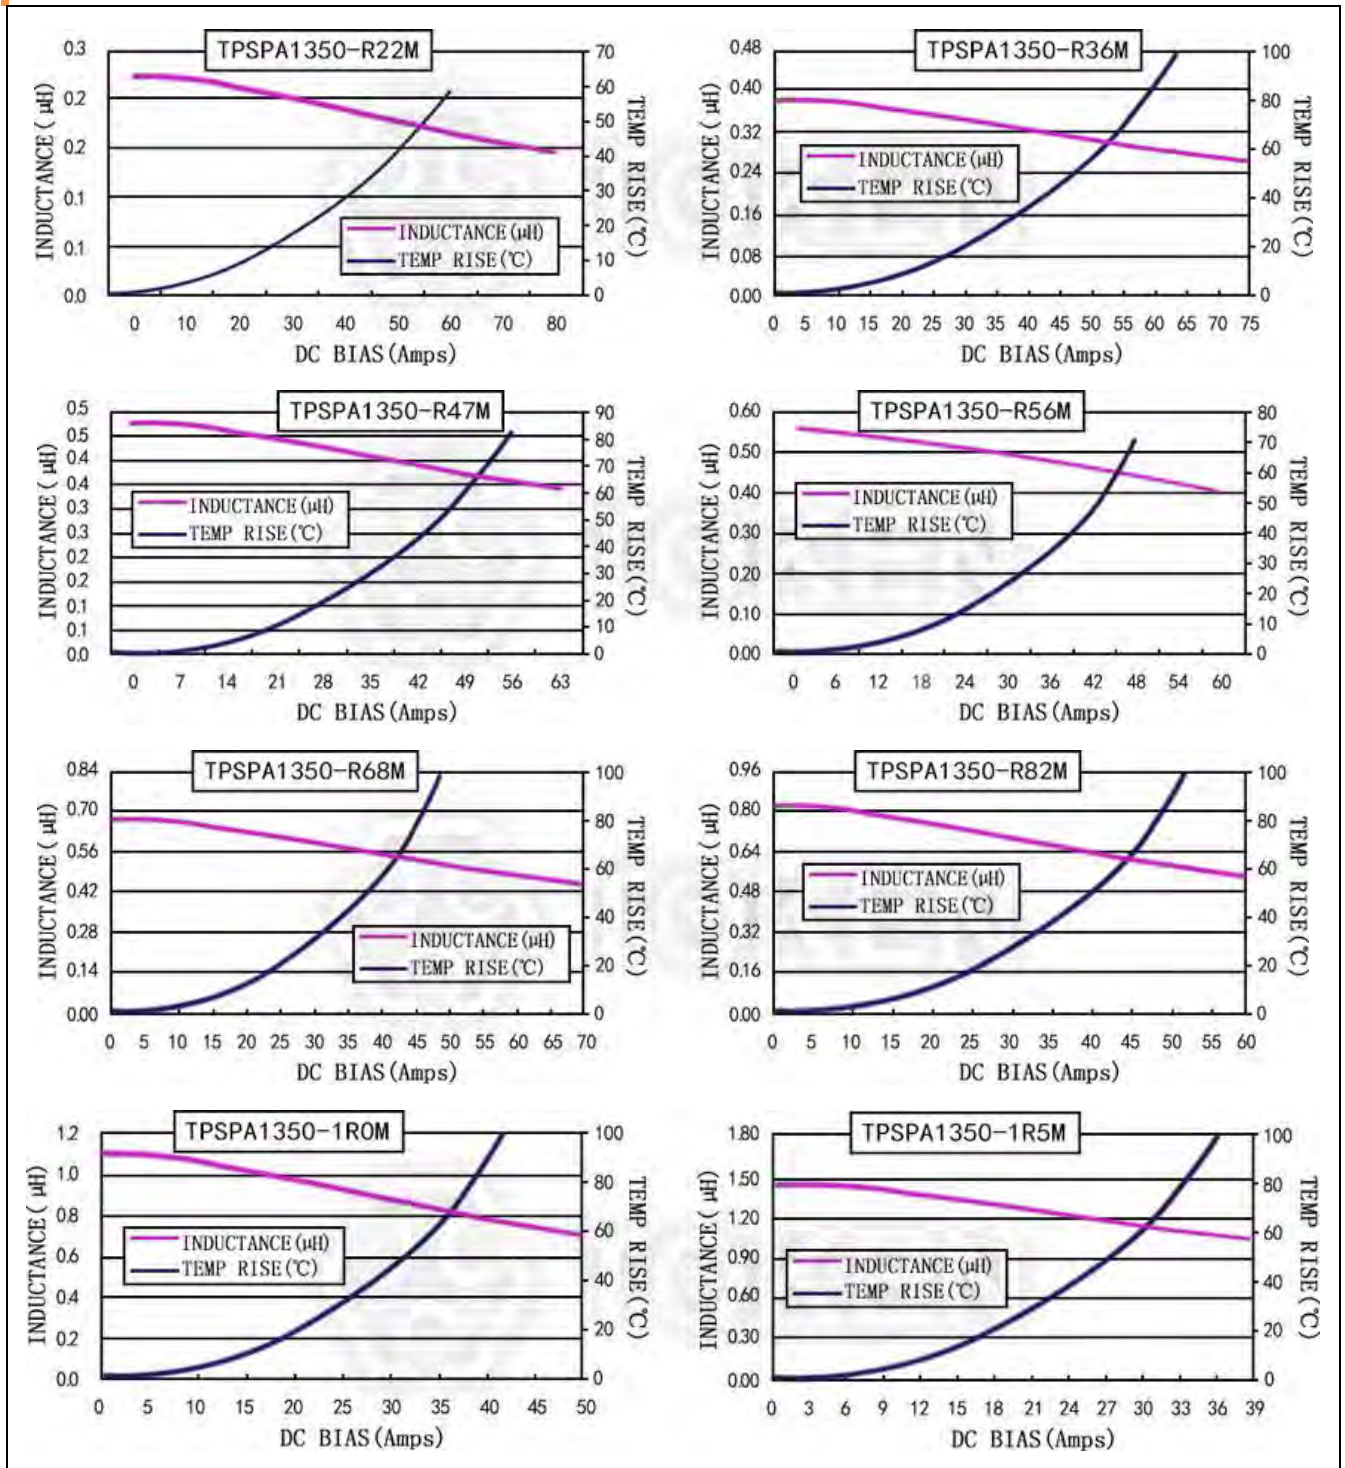 TPSPA1350-R22M
0.3
0.2
0.2
0.1
0.1
0.0
INDUCTANCE( μH)
70
60
50
40
30
20
10
0
TEMP RISE(℃)
INDUCTANCE(μH)
TEMP RISE(℃)
0 10 20 30 40 50 60 70 80
DC BIAS(Amps)
TPSPA1350-R36M
0.48
0.40
0.32
0.24
0.16
0.08
0.00
INDUCTANCE( μH)
100
80
60
40
20
0
TEMP RISE(℃)
INDUCTANCE(μH)
TEMP RISE(℃)
0 5 10 15 20 25 30 35 40 45 50 55 60 65 70 75
DC BIAS(Amps)
TPSPA1350-R47M
0.5
0.5
0.4
0.4
0.3
0.3
0.2
0.2
0.1
0.1
0.0
INDUCTANCE( μH)
90
80
70
60
50
40
30
20
10
0
TEMP RISE(℃)
INDUCTANCE(μH)
TEMP RISE(℃)
0 7 14 21 28 35 42 49 56 63
DC BIAS(Amps)
TPSPA1350-R56M
0.60
0.50
0.40
0.30
0.20
0.10
0.00
INDUCTANCE( μH)
80
70
60
50
40
30
20
10
0
TEMP RISE(℃)
INDUCTANCE(μH)
TEMP RISE(℃)
0 6 12 18 24 30 36 42 48 54 60
DC BIAS(Amps)
TPSPA1350-R68M
0.84
0.70
0.56
0.42
0.28
0.14
0.00
INDUCTANCE( μH)
100
80
60
40
20
0
TEMP RISE(℃)
INDUCTANCE(μH)
TEMP RISE(℃)
0 5 10 15 20 25 30 35 40 45 50 55 60 65 70
DC BIAS(Amps)
TPSPA1350-R82M
0.96
0.80
0.64
0.48
0.32
0.16
0.00
INDUCTANCE( μH)
100
80
60
40
20
0
TEMP RISE(℃)
INDUCTANCE(μH)
TEMP RISE(℃)
0 5 10 15 20 25 30 35 40 45 50 55 60
DC BIAS(Amps)
TPSPA1350-1R0M
1.2
1.0
0.8
0.6
0.4
0.2
0.0
INDUCTANCE( μH)
100
80
60
40
20
0
TEMP RISE(℃)
INDUCTANCE(μH)
TEMP RISE(℃)
0 5 10 15 20 25 30 35 40 45 50
DC BIAS(Amps)
TPSPA1350-1R5M
1.80
1.50
1.20
0.90
0.60
0.30
0.00
INDUCTANCE( μH)
100
80
60
40
20
0
TEMP RISE(℃)
INDUCTANCE(μH)
TEMP RISE(℃)
0 3 6 9 12 15 18 21 24 27 30 33 36 39
DC BIAS(Amps)